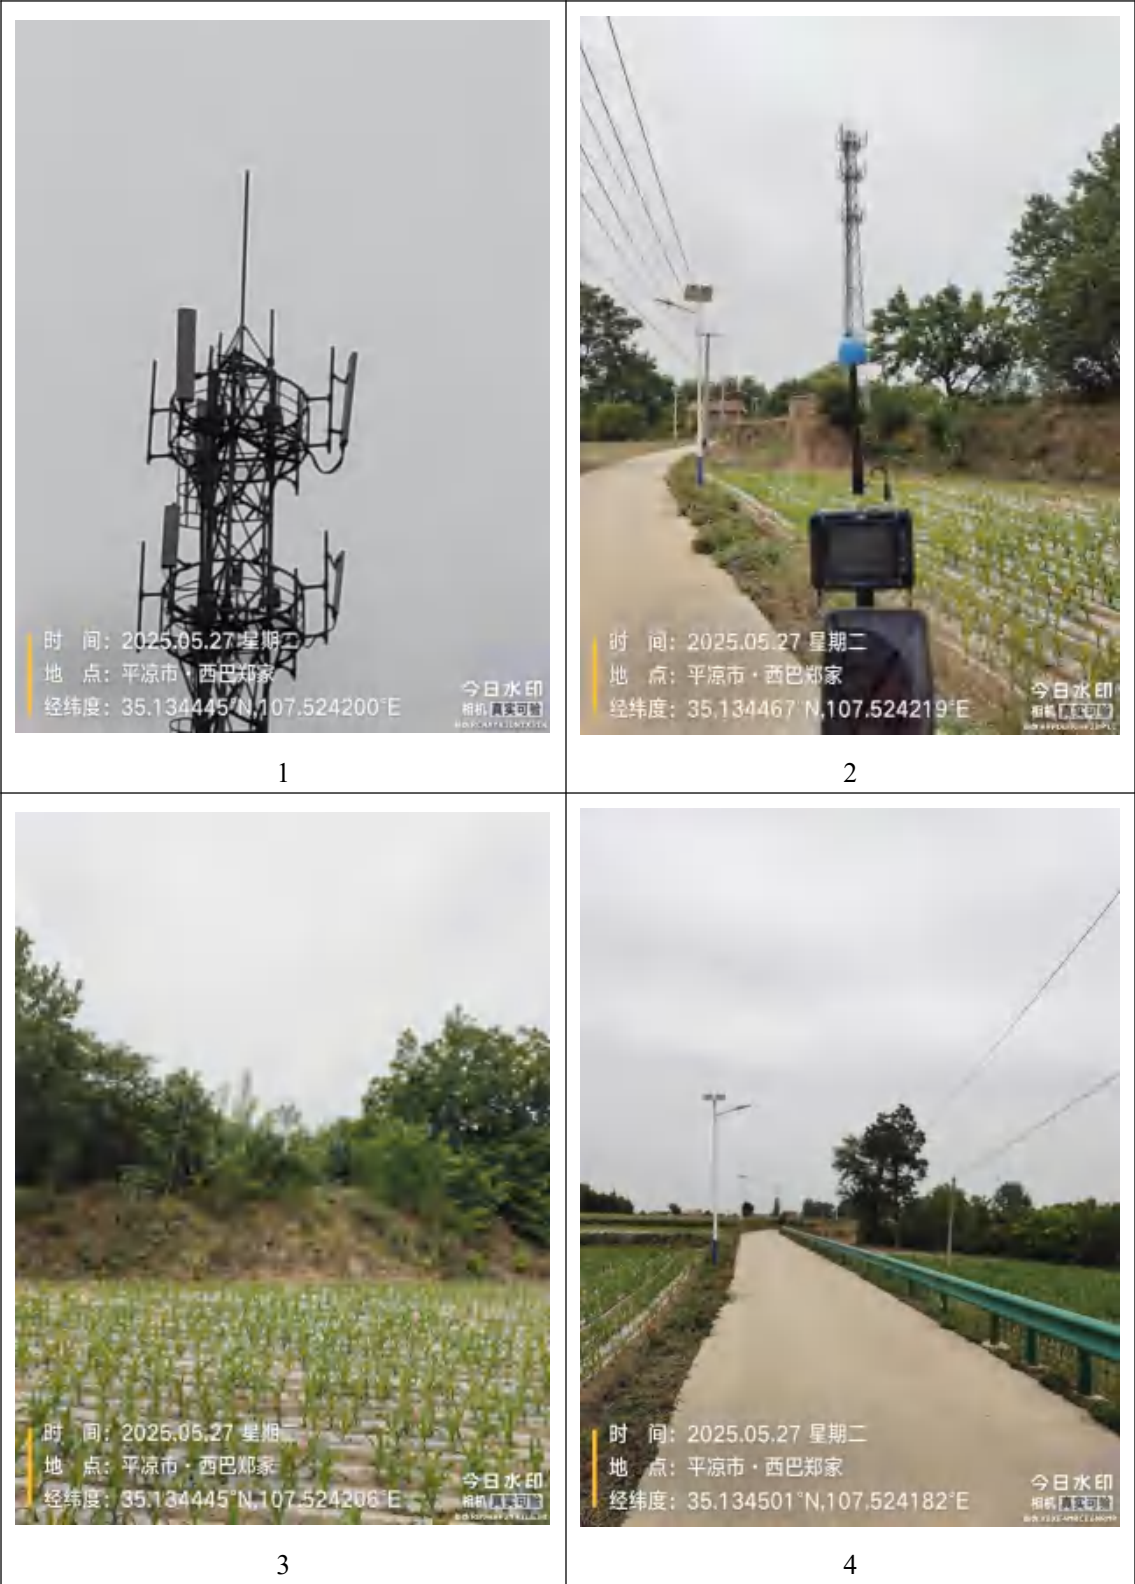 时 间：2025.05.27 星期二
地 点：平凉市·西巴郑家
经纬度：35.134445°N,107.524200°E
今日水印
相机 真实可验
1
时 间：2025.05.27 星期二
地 点：平凉市·西巴郑家
经纬度：35.134467°N,107.524219°E
今日水印
相机 真实可验
2
时 间：2025.05.27 星期二
地 点：平凉市·西巴郑家
经纬度：35.134445°N,107.524206°E
今日水印
相机 真实可验
3
时 间：2025.05.27 星期二
地 点：平凉市·西巴郑家
经纬度：35.134501°N,107.524182°E
今日水印
相机 真实可验
4